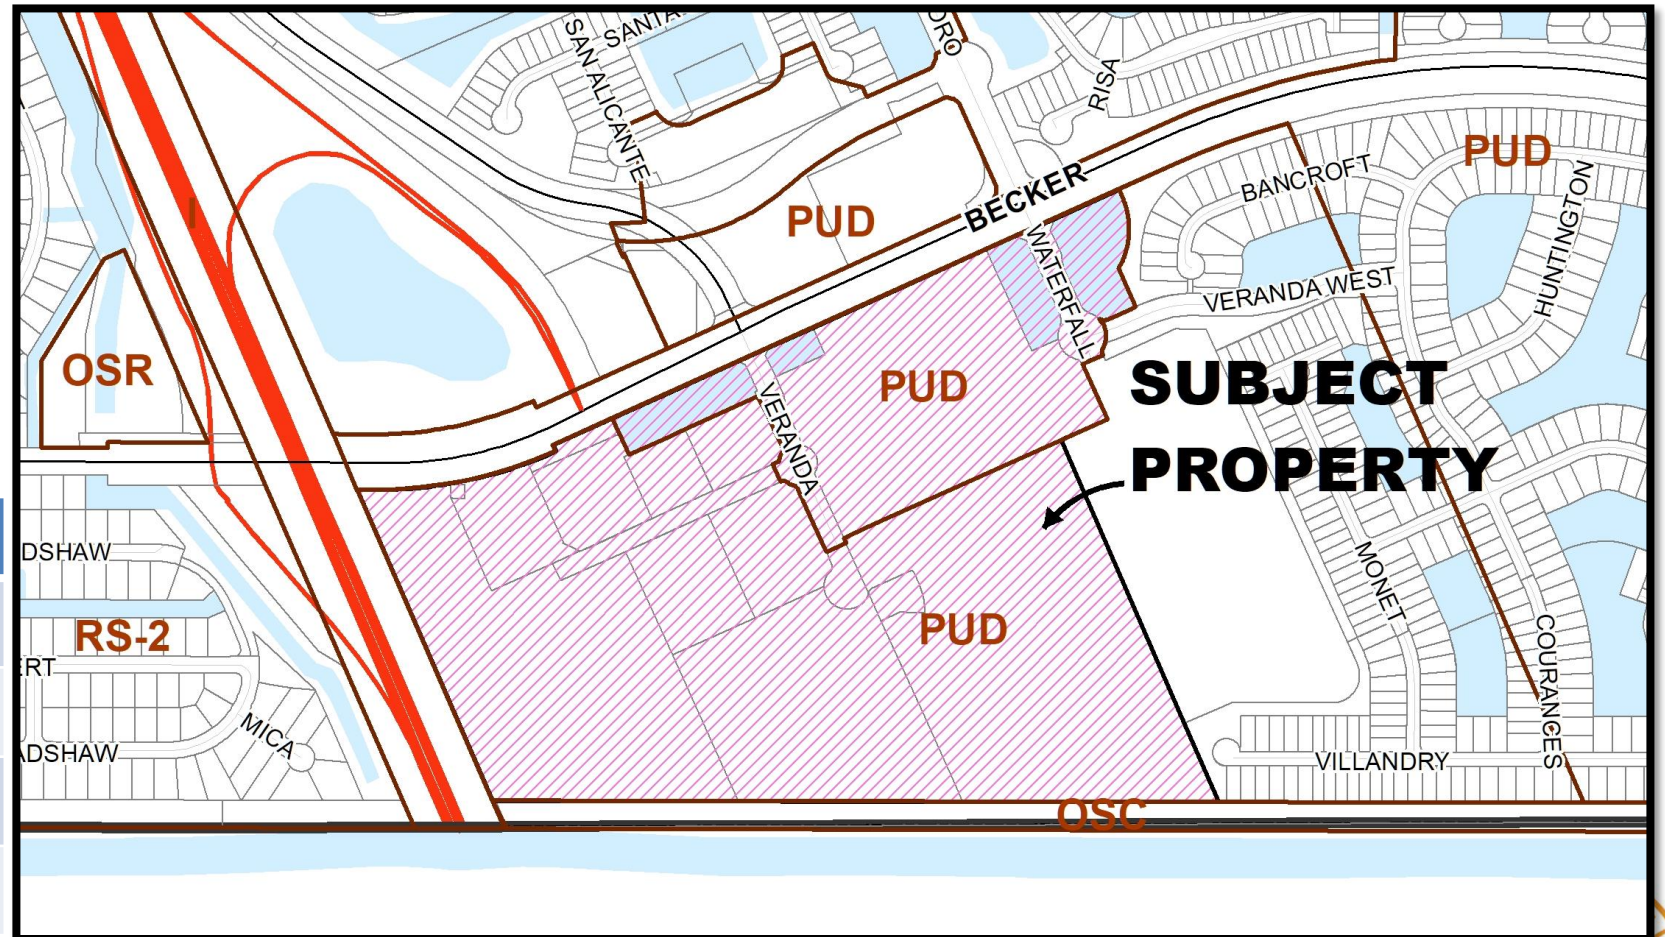 SANTA
SAN ALICANTE
ORO
RISA
PUD
BANCROFT
HUNTINGTON
PUD
BECKER
WATERFALL
VERANDA WEST
OSR
PUD
VERANDA
SUBJECT
PROPERTY
DSHAW
RS-2
ERT
MICA
ADSHAW
PUD
MONET
COURANCES
VILLANDRY
OSC